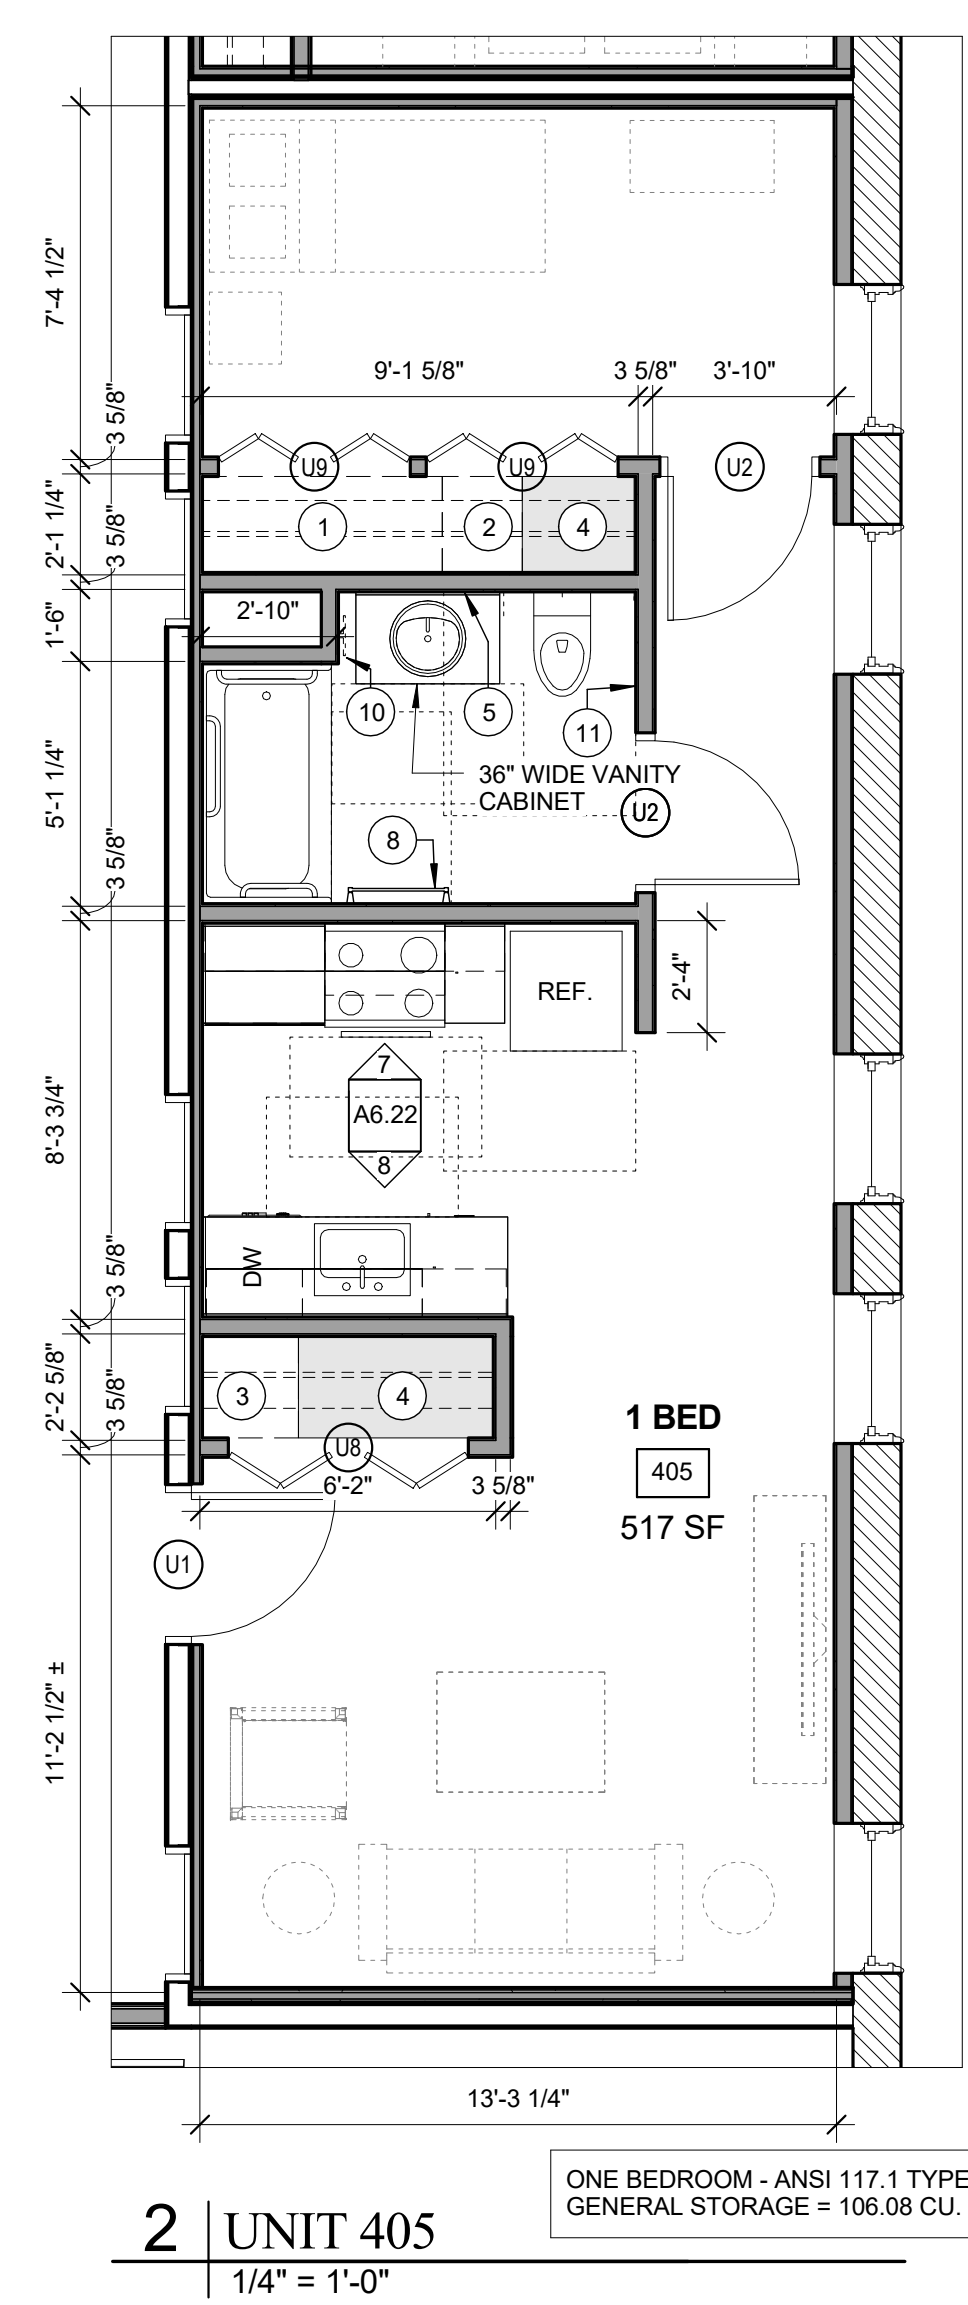 7'-4 1/2"
9'-1 5/8"
3 5/8"
3'-10"
3 5/8"
U9
U9
U2
2'-1 1/4"
3 5/8"
1
2
4
1'-6"
2'-10"
10
5
11
36" WIDE VANITY
CABINET
U2
5'-1 1/4"
3 5/8"
8
REF.
2'-4"
7
A6.22
8
8'-3 3/4"
DW
3 5/8"
2'-2 5/8"
3 5/8"
3
4
U8
6'-2"
3 5/8"
1 BED
405
517 SF
U1
11'-2 1/2" ±
13'-3 1/4"
ONE BEDROOM - ANSI 117.1 TYPE
GENERAL STORAGE = 106.08 CU.
2
UNIT 405
1/4" = 1'-0"